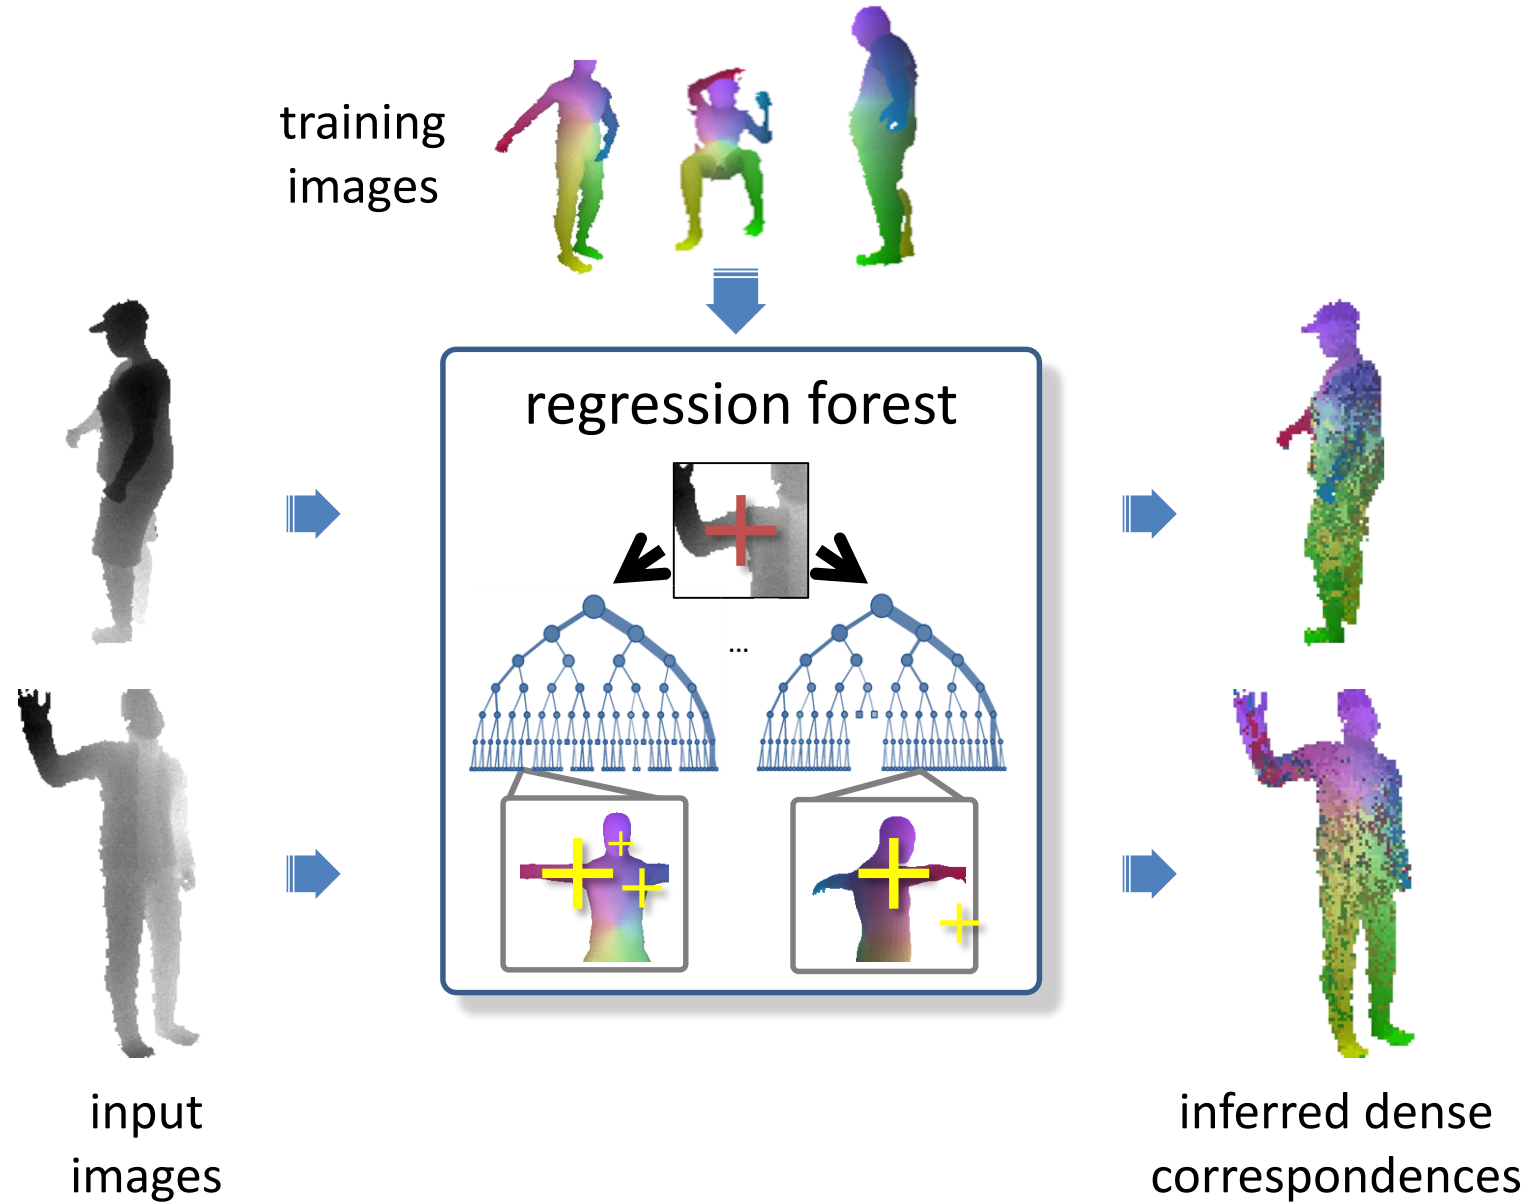 training
images
regression forest
...
input
images
inferred dense
correspondences